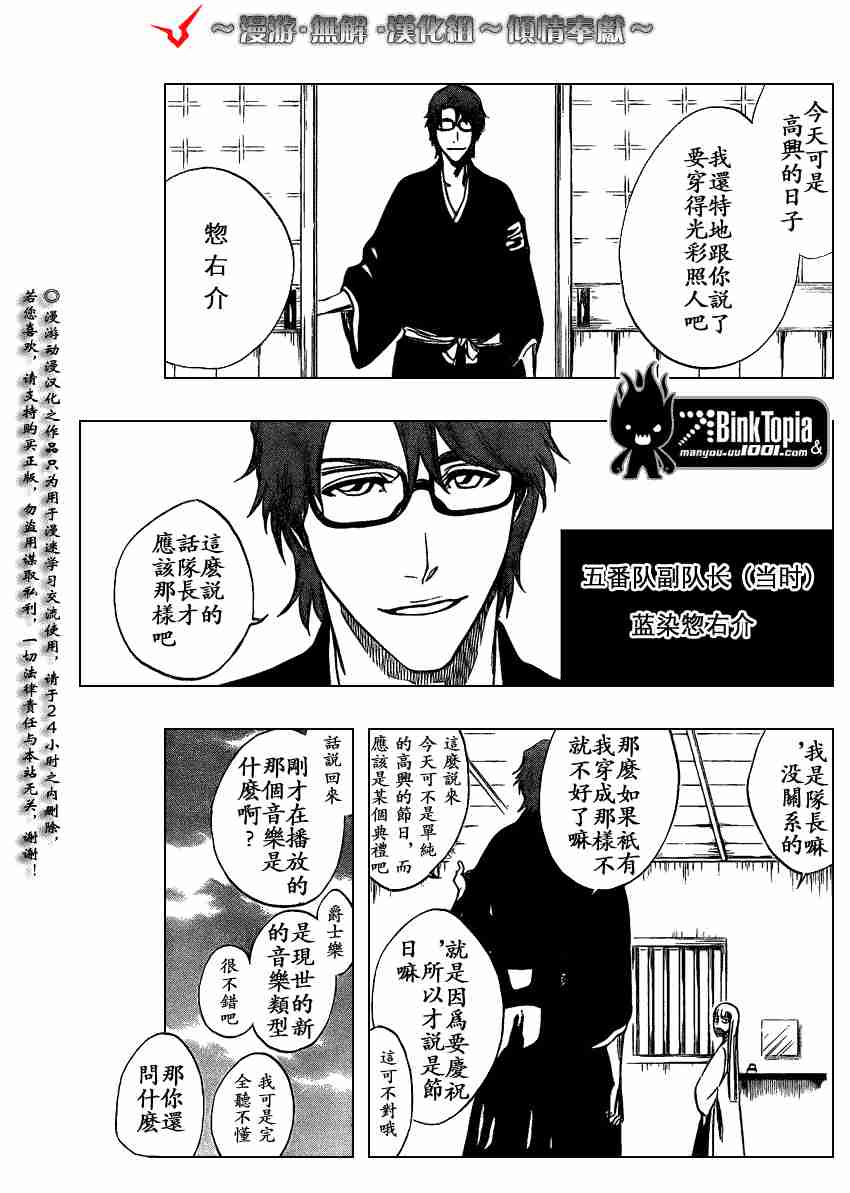 ～漫游·無解·漢化組～傾情奉獻～
今天可是
高興的日子
我還特地跟你說了
要穿得光彩照人吧
惣右介
BinkTopia
&
manyou.uu1001.com
這麼說的
話隊長才
應該那樣吧
五番队副队长（当时）
蓝染惣右介
我是隊長嘛
，没關系的
那麼如果衹有
我穿成那樣不
就不好了嘛
這麼說來
今天可不是單純
的高興的節日，而
應該是某個典禮吧
就是因爲要慶祝
，所以才說是節
日嘛
這可不對哦
話說回來
剛才在播放的
那個音樂是
什麼啊？
爵士樂
是現世的新
的音樂類型
很不錯吧
我可是完
全聽不懂
那你還
問什麼
◎漫游动漫汉化之作品只为用于漫迷学习交流使用，请于24小时之内删除，
若您喜欢，请支持购买正版，勿盗用谋取私利，一切法律责任与本站无关，谢谢！